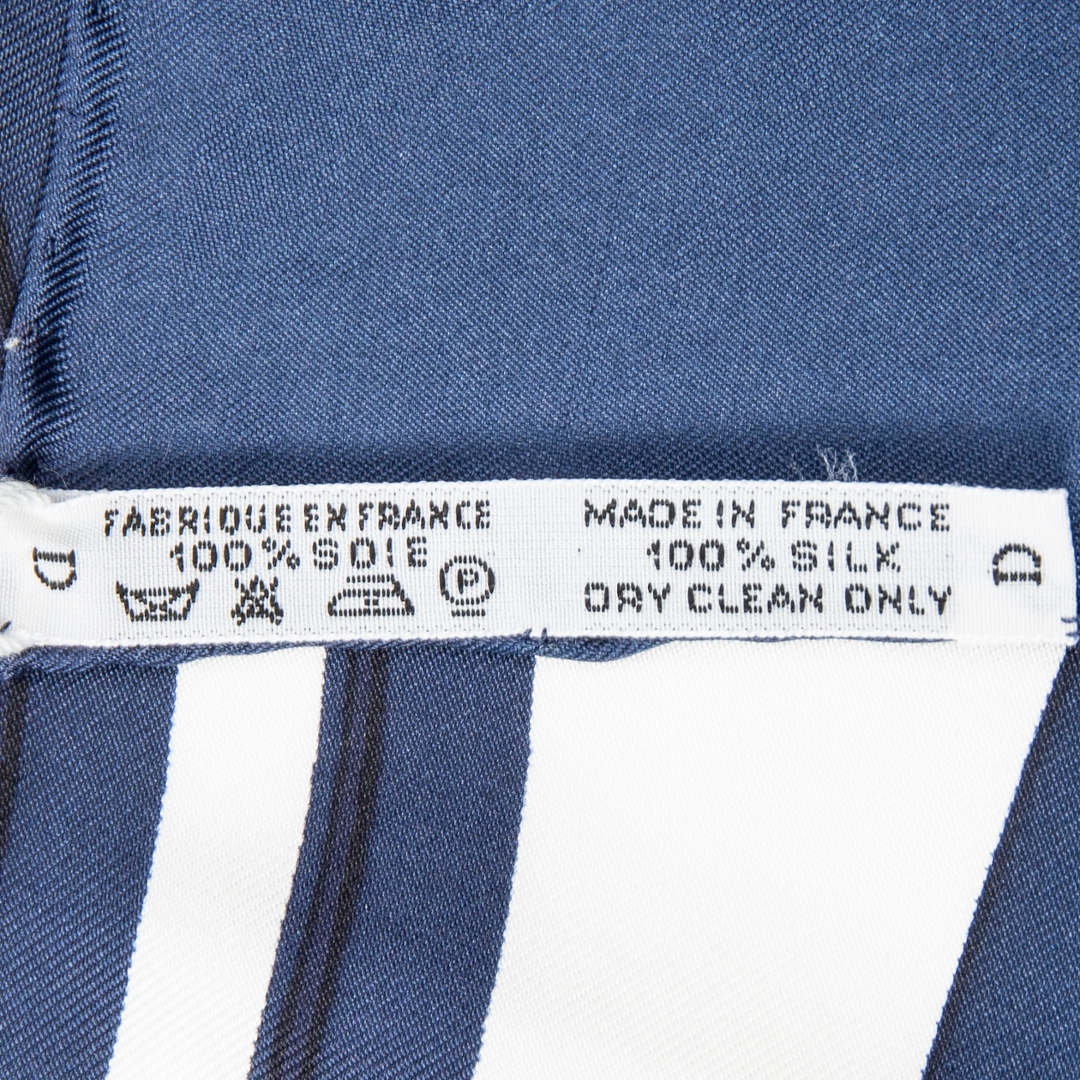 D
FABRIQUE EN FRANCE
100% SOIE
P
MADE IN FRANCE
100% SILK
DRY CLEAN ONLY
D